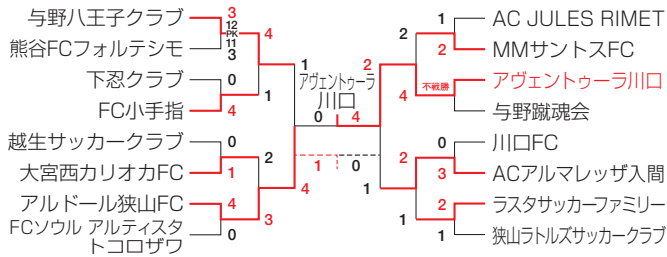 与野八王子クラブ
熊谷FCフォルテシモ
下忍クラブ
FC小手指
越生サッカークラブ
大宮西カリオカFC
アルドール狭山FC
FCソウル アルティスタ
トコロザワ
3
12
PK
11
3
0
4
0
1
4
0
4
1
2
3
1
4
アヴェントゥーラ
川口
0 4
1 0
2
1
2
4
2
1
1
2
不戦勝
0
3
2
1
AC JULES RIMET
MMサントスFC
アヴェントゥーラ川口
与野蹴魂会
川口FC
ACアルマレッザ入間
ラスタサッカーファミリー
狭山ラトルズサッカークラブ